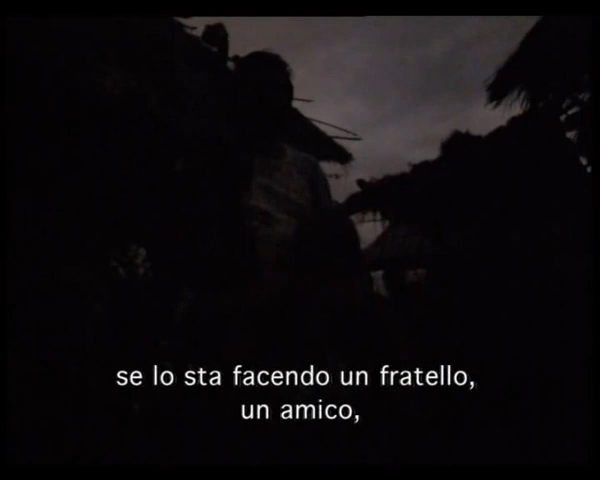 se lo sta facendo un fratello,
un amico,